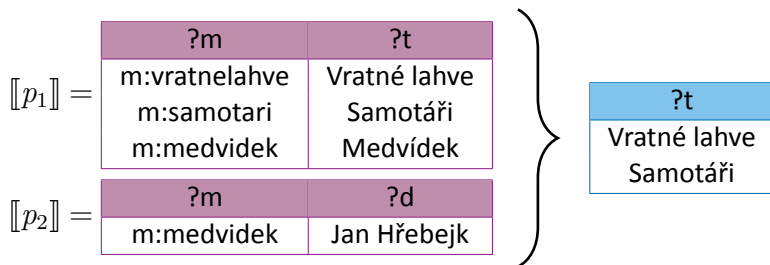 ⟦p₁⟧ =
?m ?t
m:vratnelahve Vratné lahve
m:samotari Samotáři
m:medvidek Medvídek
⟦p₂⟧ =
?m ?d
m:medvidek Jan Hřebejk
?t
Vratné lahve
Samotáři